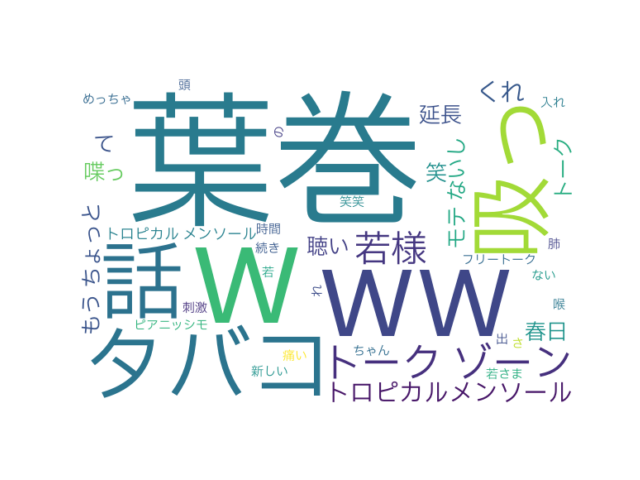 頭
めっちゃ
葉巻
延長
くれ
入れ
て
の
吸っ
喋っ
笑
モテ ないし
トーク
笑笑
もうちょっと
トロピカル メンソール
時間
話
w
続き
聴い
若様
肺
フリートーク
若
ww
ない
刺激
れ
喉
ピアニッシモ
春日
出
さ
タバコ
痛い
ちゃん
トーク ゾーン
新しい
若さま
トロピカルメンソール